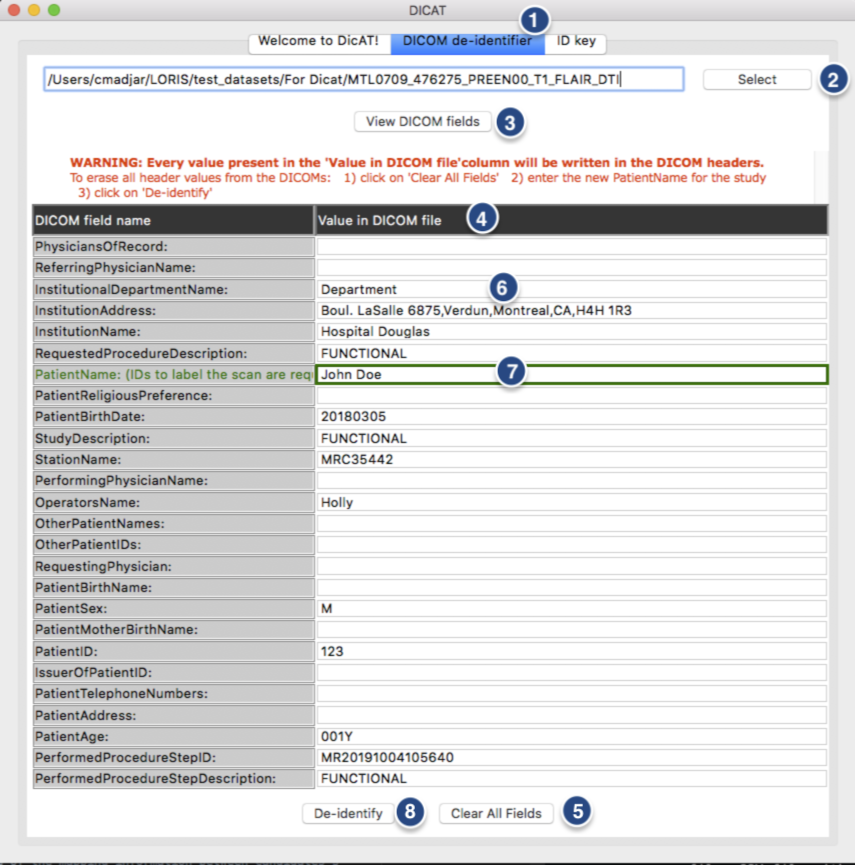 DICAT
1
Welcome to DicAT! DICOM de-identifier ID key
/Users/cmadjar/LORIS/test_datasets/For Dicat/MTL0709_476275_PREEN00_T1_FLAIR_DTI Select 2
View DICOM fields 3
WARNING: Every value present in the 'Value in DICOM file'column will be written in the DICOM headers.
To erase all header values from the DICOMs: 1) click on 'Clear All Fields' 2) enter the new PatientName for the study
3) click on 'De-identify'
DICOM field name Value in DICOM file 4
PhysiciansOfRecord:
ReferringPhysicianName:
InstitutionalDepartmentName: Department 6
InstitutionAddress: Boul. LaSalle 6875,Verdun,Montreal,CA,H4H 1R3
InstitutionName: Hospital Douglas
RequestedProcedureDescription: FUNCTIONAL
PatientName: (IDs to label the scan are req John Doe 7
PatientReligiousPreference:
PatientBirthDate: 20180305
StudyDescription: FUNCTIONAL
StationName: MRC35442
PerformingPhysicianName:
OperatorsName: Holly
OtherPatientNames:
OtherPatientIDs:
RequestingPhysician:
PatientBirthName:
PatientSex: M
PatientMotherBirthName:
PatientID: 123
IssuerOfPatientID:
PatientTelephoneNumbers:
PatientAddress:
PatientAge: 001Y
PerformedProcedureStepID: MR20191004105640
PerformedProcedureStepDescription: FUNCTIONAL
De-identify 8 Clear All Fields 5